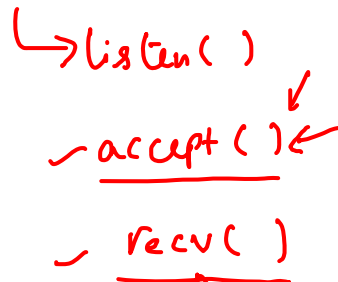 listen( )
accept( )
recv( )